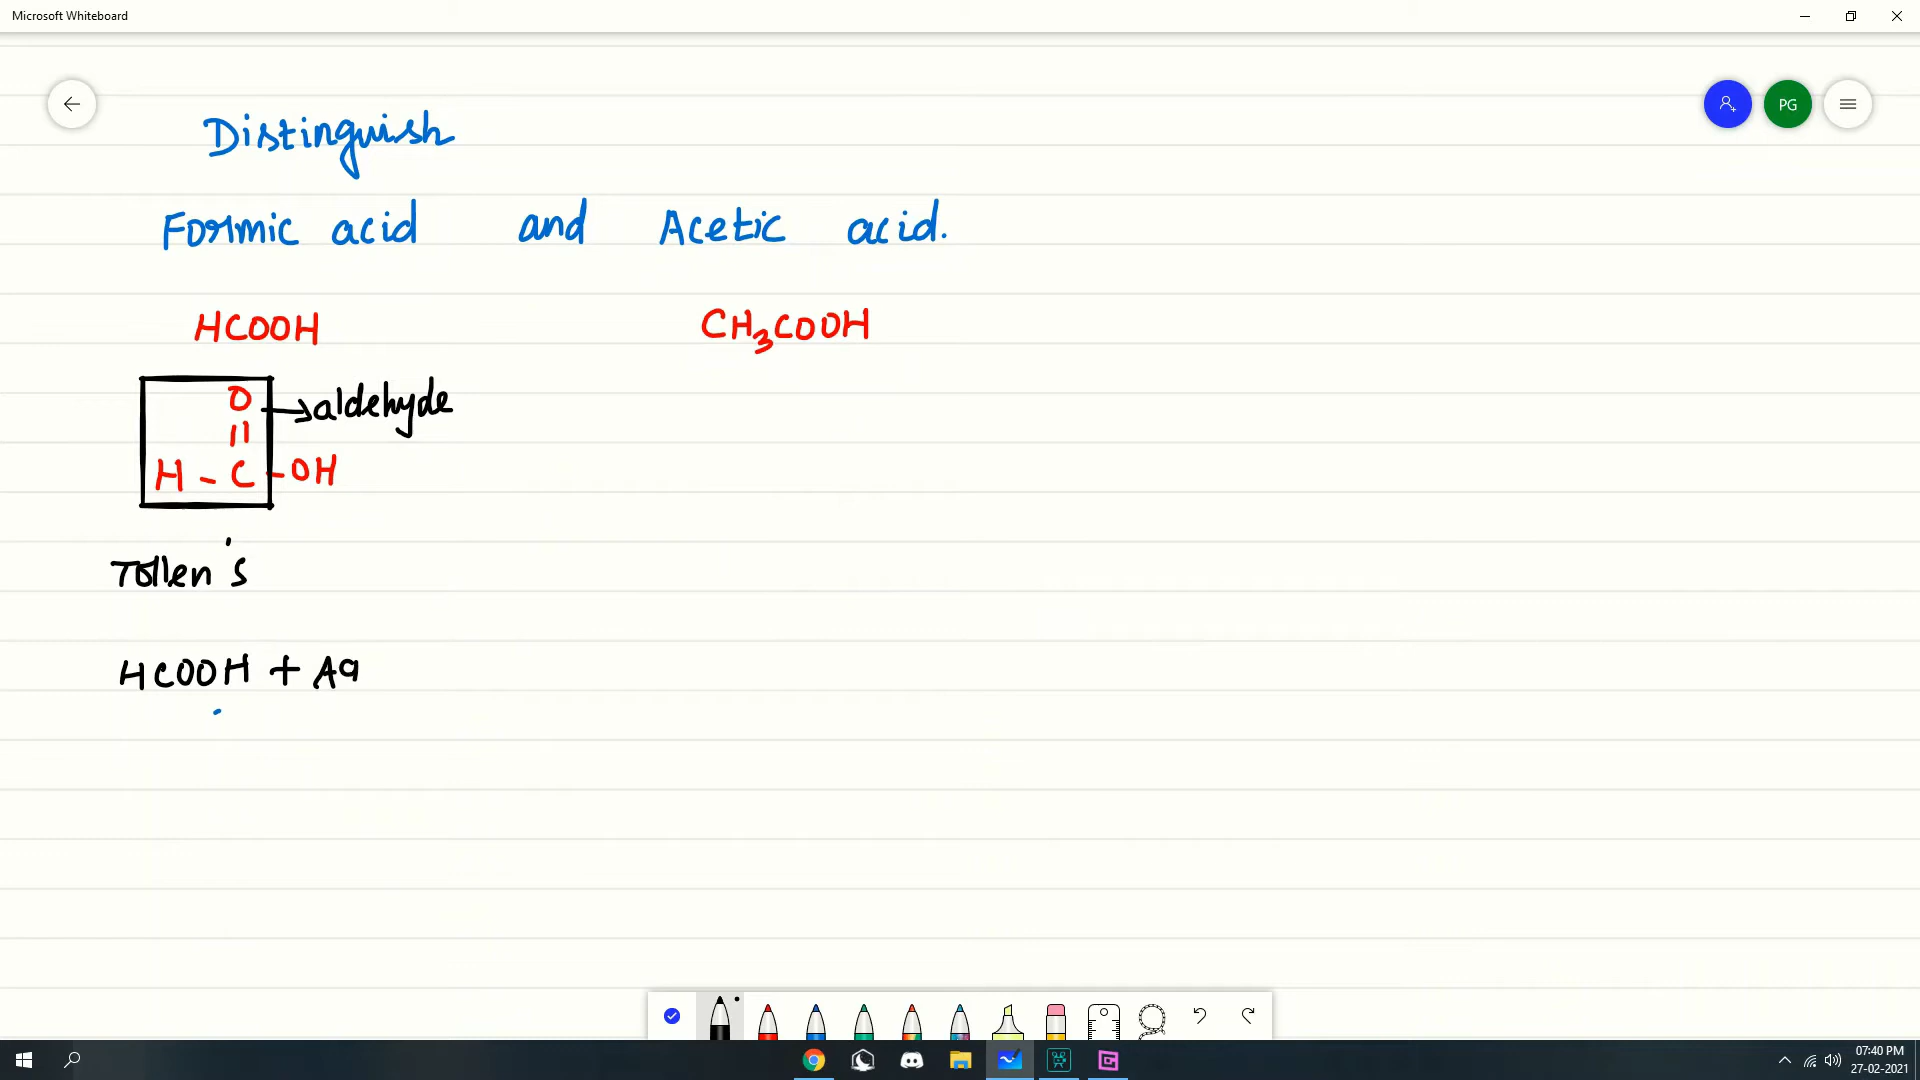 Microsoft Whiteboard
PG
Distinguish
Formic acid and Acetic acid.
HCOOH CH3COOH
O → aldehyde
||
H - C - OH
Tollen's
HCOOH + Ag
07:40 PM
27-02-2021